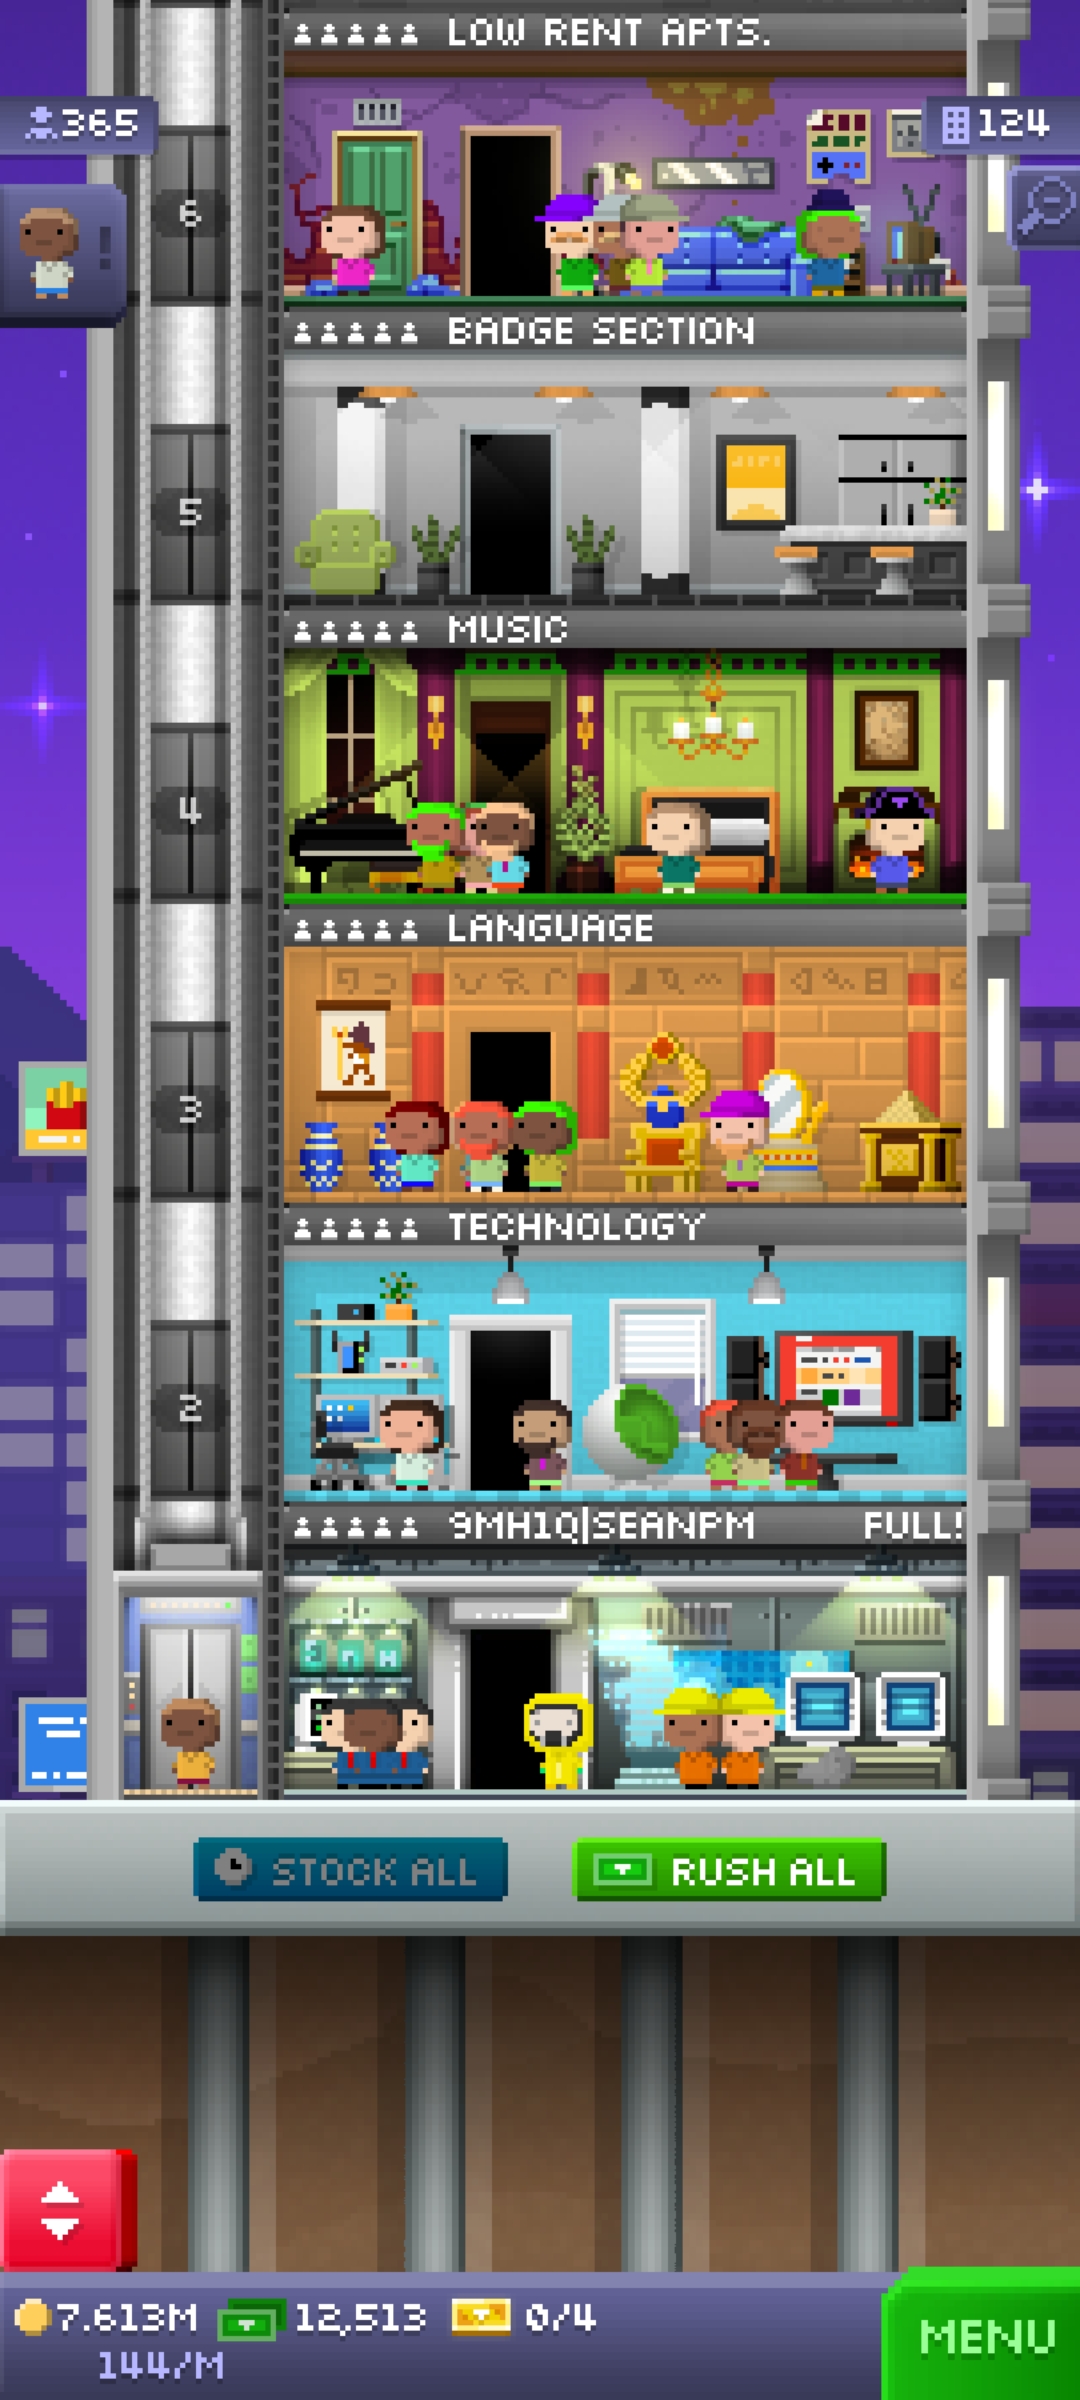 LOW RENT APTS.
365
124
6
BADGE SECTION
5
MUSIC
4
LANGUAGE
3
TECHNOLOGY
2
9MH1Q|SEANPM FULL!
STOCK ALL
RUSH ALL
7.613M 12,513 0/4
144/M
MENU